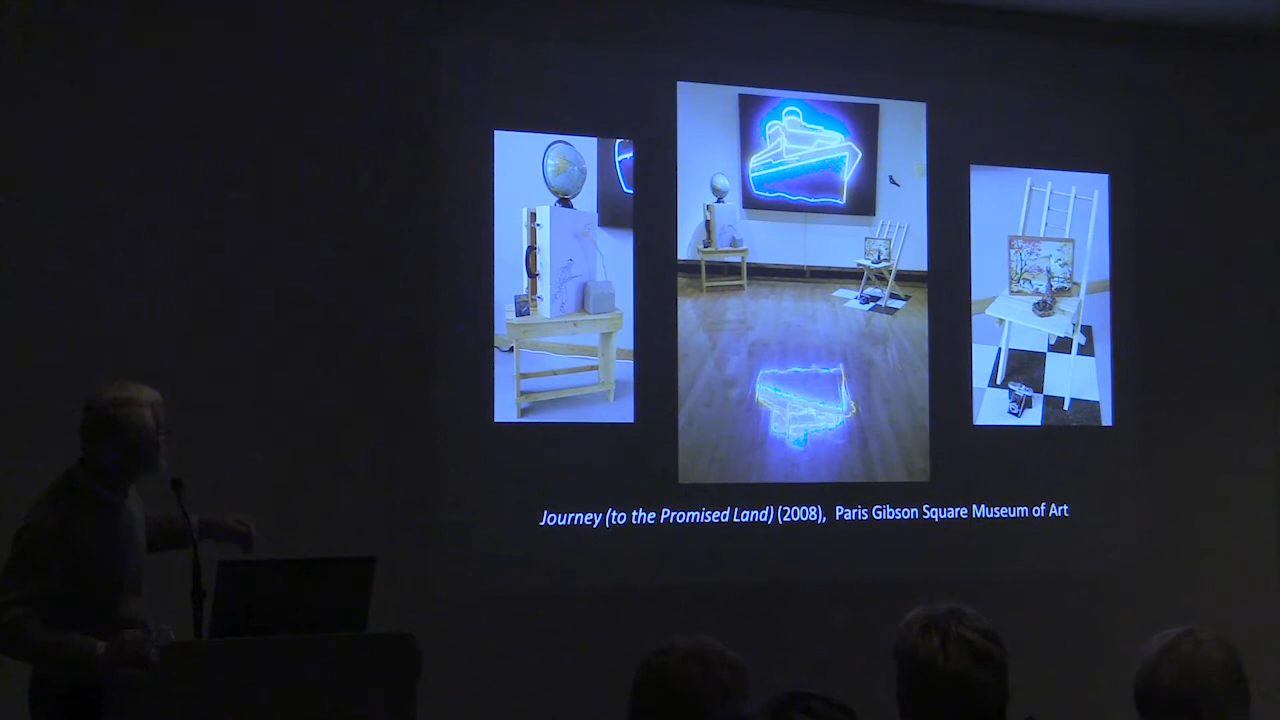 Journey (to the Promised Land) (2008), Paris Gibson Square Museum of Art